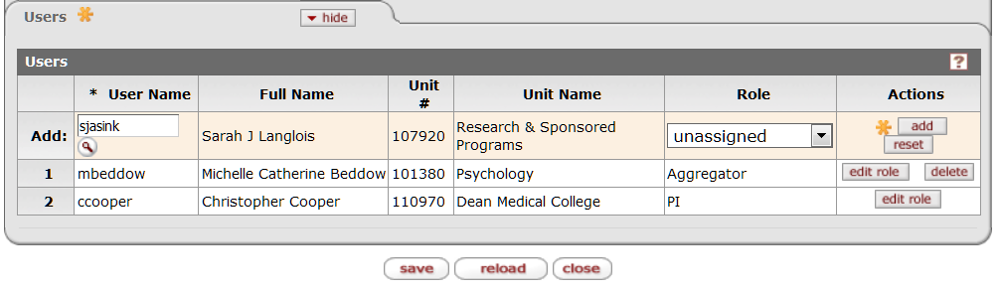 Users hide
Users ?
* User Name Full Name Unit # Unit Name Role Actions
Add: sjasink Sarah J Langlois 107920 Research & Sponsored Programs unassigned add reset
1 mbeddow Michelle Catherine Beddow 101380 Psychology Aggregator edit role delete
2 ccooper Christopher Cooper 110970 Dean Medical College PI edit role
save reload close